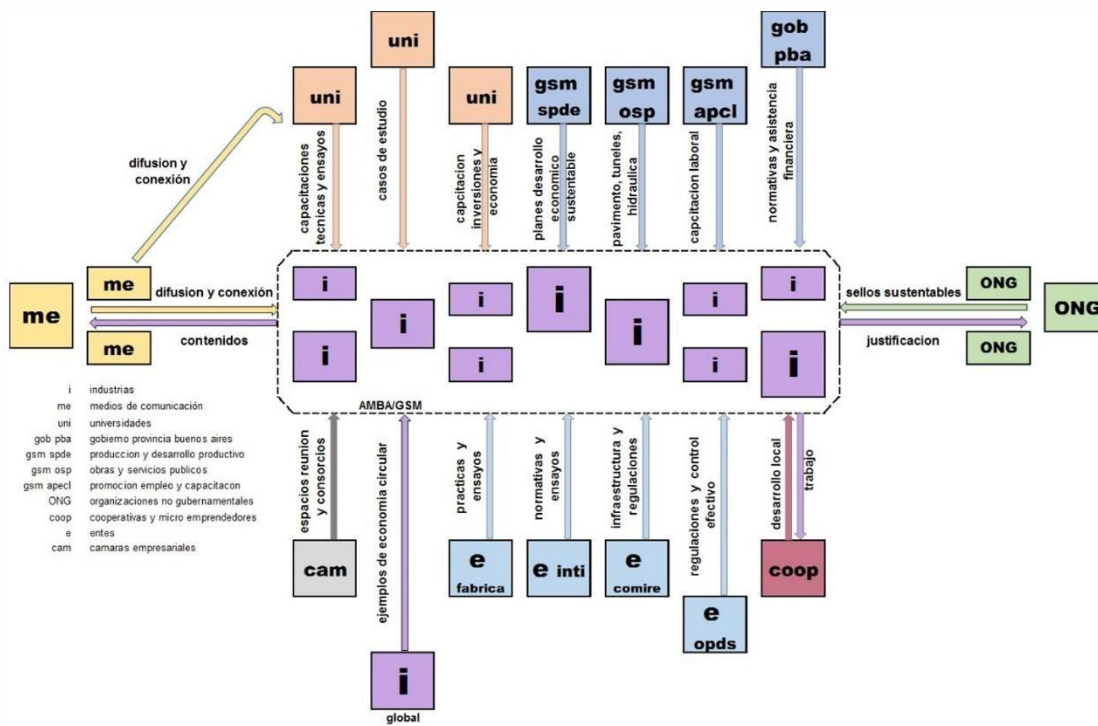 uni
gob
pba
uni
uni
gsm
spde
gsm
osp
gsm
apcl
difusion y
conexión
capacitaciones
tecnicas y ensayos
casos de estudio
capcitacion
inversiones y
economia
planes desarrollo
economico
sustentable
pavimento, tuneles,
hidraulica
capcitacion laboral
normativas y asistencia
financiera
me
me
me
difusion y conexión
contenidos
i
i
i
i
i
i
i
i
i
i
i
AMBA/GSM
sellos sustentables
justificacion
ONG
ONG
ONG
i industrias
me medios de comunicación
uni universidades
gob pba gobierno provincia buenos aires
gsm spde produccion y desarrollo productivo
gsm osp obras y servicios publicos
gsm apecl promocion empleo y capacitacon
ONG organizaciones no gubernamentales
coop cooperativas y micro emprendedores
e entes
cam camaras empresariales
espacios reunion
y consorcios
ejemplos de economia circular
practicas y
ensayos
normativas y
ensayos
infraestructura y
regulaciones
regulaciones y control
efectivo
desarrollo local
trabajo
cam
e
fabrica
e inti
e
comire
e
opds
coop
i
global